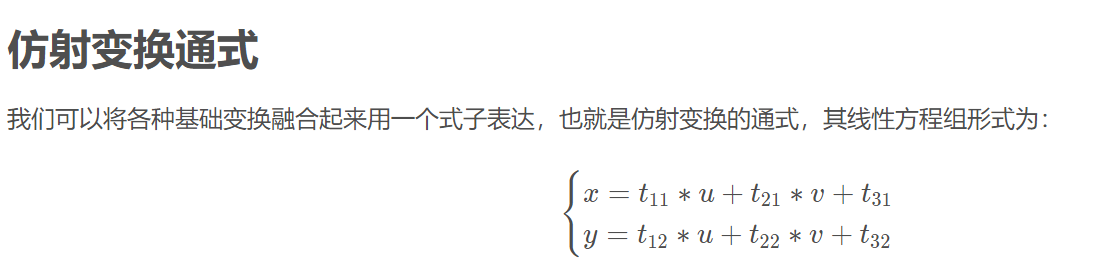 仿射变换通式
我们可以将各种基础变换融合起来用一个式子表达，也就是仿射变换的通式，其线性方程组形式为：
x = t₁₁ * u + t₂₁ * v + t₃₁
y = t₁₂ * u + t₂₂ * v + t₃₂